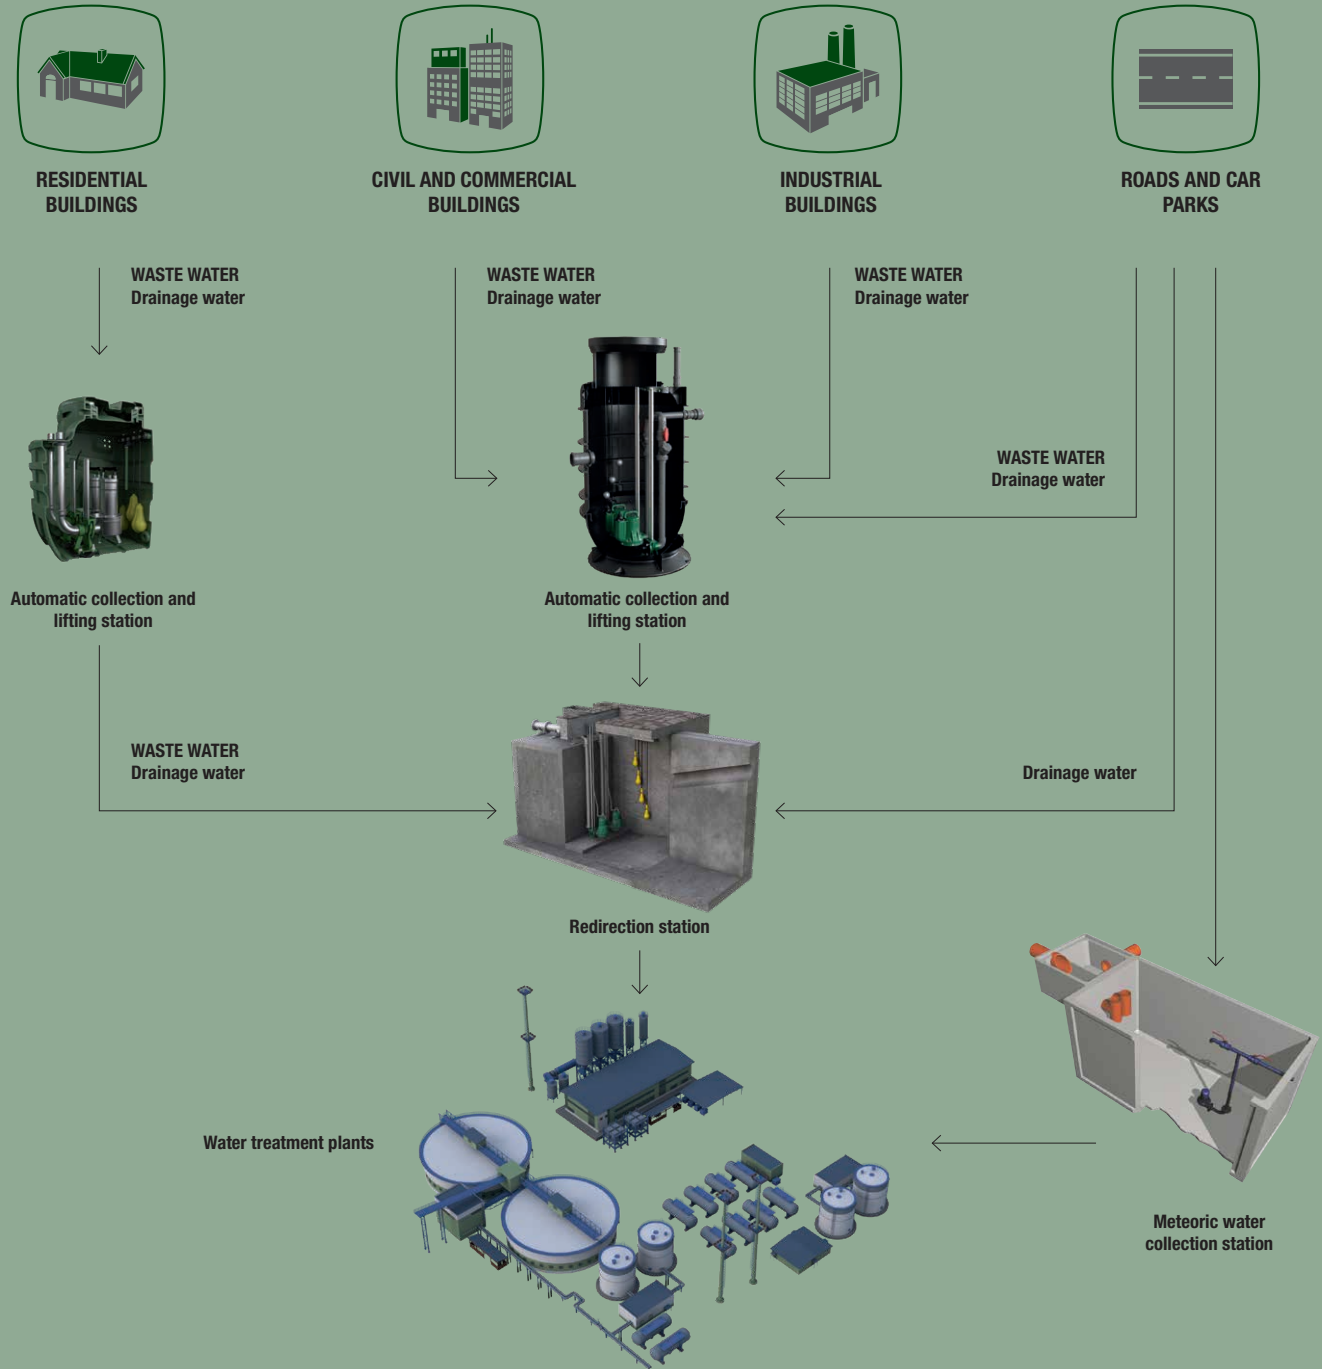 RESIDENTIAL
BUILDINGS
CIVIL AND COMMERCIAL
BUILDINGS
INDUSTRIAL
BUILDINGS
ROADS AND CAR
PARKS
WASTE WATER
Drainage water
WASTE WATER
Drainage water
WASTE WATER
Drainage water
WASTE WATER
Drainage water
Automatic collection and
lifting station
Automatic collection and
lifting station
WASTE WATER
Drainage water
Drainage water
Redirection station
Water treatment plants
Meteoric water
collection station